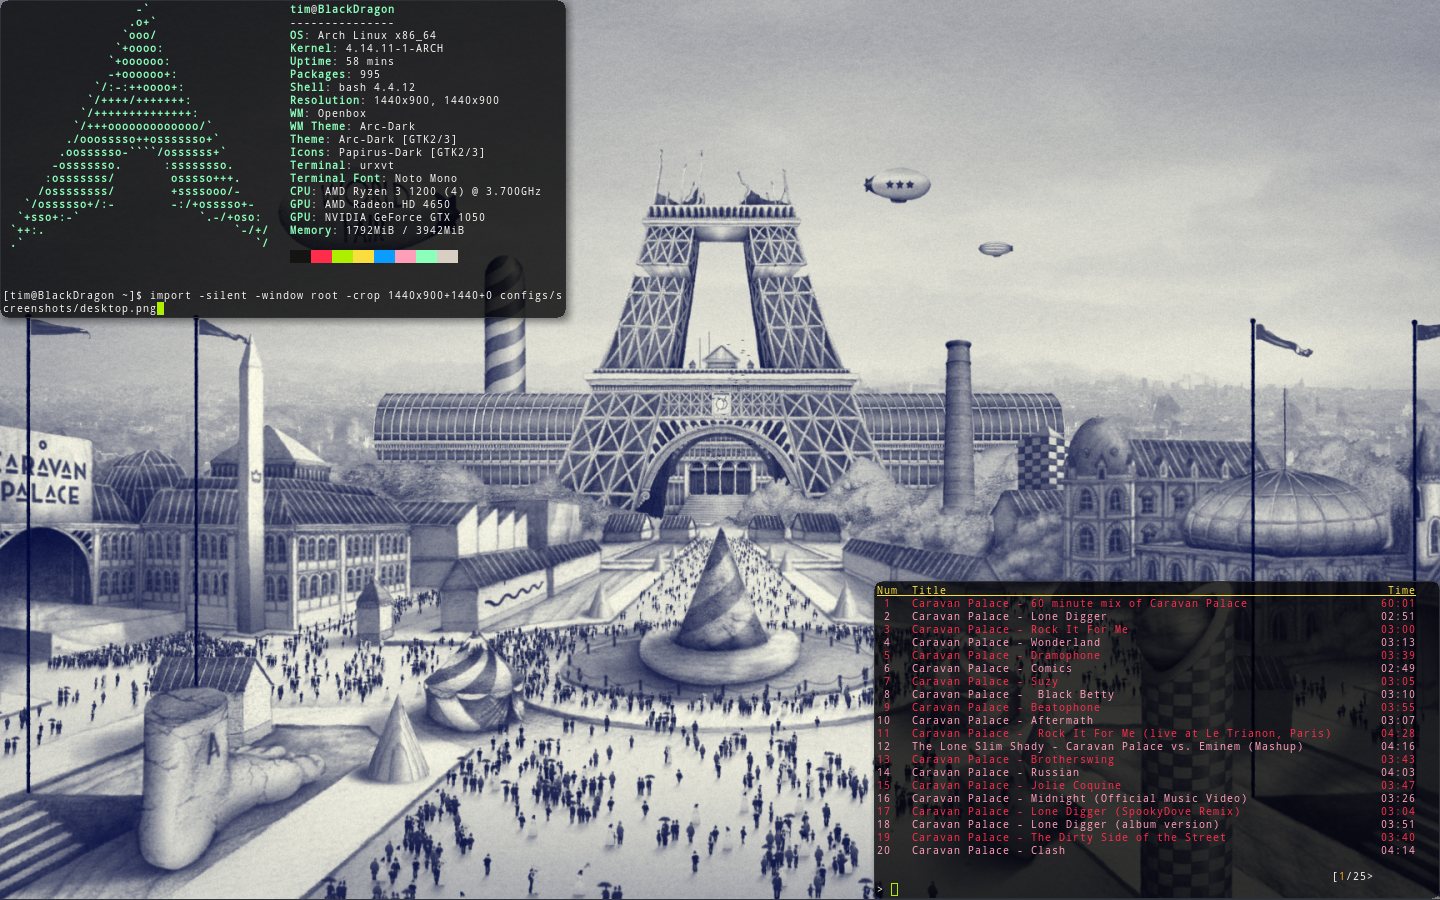 tim@BlackDragon
---------------
OS: Arch Linux x86_64
Kernel: 4.14.11-1-ARCH
Uptime: 58 mins
Packages: 995
Shell: bash 4.4.12
Resolution: 1440x900, 1440x900
WM: Openbox
WM Theme: Arc-Dark
Theme: Arc-Dark [GTK2/3]
Icons: Papirus-Dark [GTK2/3]
Terminal: urxvt
Terminal Font: Noto Mono
CPU: AMD Ryzen 3 1200 (4) @ 3.700GHz
GPU: AMD Radeon HD 4650
GPU: NVIDIA GeForce GTX 1050
Memory: 1792MiB / 3942MiB
[tim@BlackDragon ~]$ import -silent -window root -crop 1440x900+1440+0 configs/s
creenshots/desktop.png
CARAVAN
PALACE
A
Num Title Time
1 Caravan Palace - 60 minute mix of Caravan Palace 60:01
2 Caravan Palace - Lone Digger 02:51
3 Caravan Palace - Rock It For Me 03:00
4 Caravan Palace - Wonderland 03:13
5 Caravan Palace - Dramophone 03:39
6 Caravan Palace - Comics 02:49
7 Caravan Palace - Suzy 03:05
8 Caravan Palace -  Black Betty 03:10
9 Caravan Palace - Beatophone 03:55
10 Caravan Palace - Aftermath 03:07
11 Caravan Palace -  Rock It For Me (live at Le Trianon, Paris) 04:28
12 The Lone Slim Shady - Caravan Palace vs. Eminem (Mashup) 04:16
13 Caravan Palace - Brotherswing 03:43
14 Caravan Palace - Russian 04:03
15 Caravan Palace - Jolie Coquine 03:47
16 Caravan Palace - Midnight (Official Music Video) 03:26
17 Caravan Palace - Lone Digger (SpookyDove Remix) 03:04
18 Caravan Palace - Lone Digger (album version) 03:51
19 Caravan Palace - The Dirty Side of the Street 03:40
20 Caravan Palace - Clash 04:14
[1/25>
>